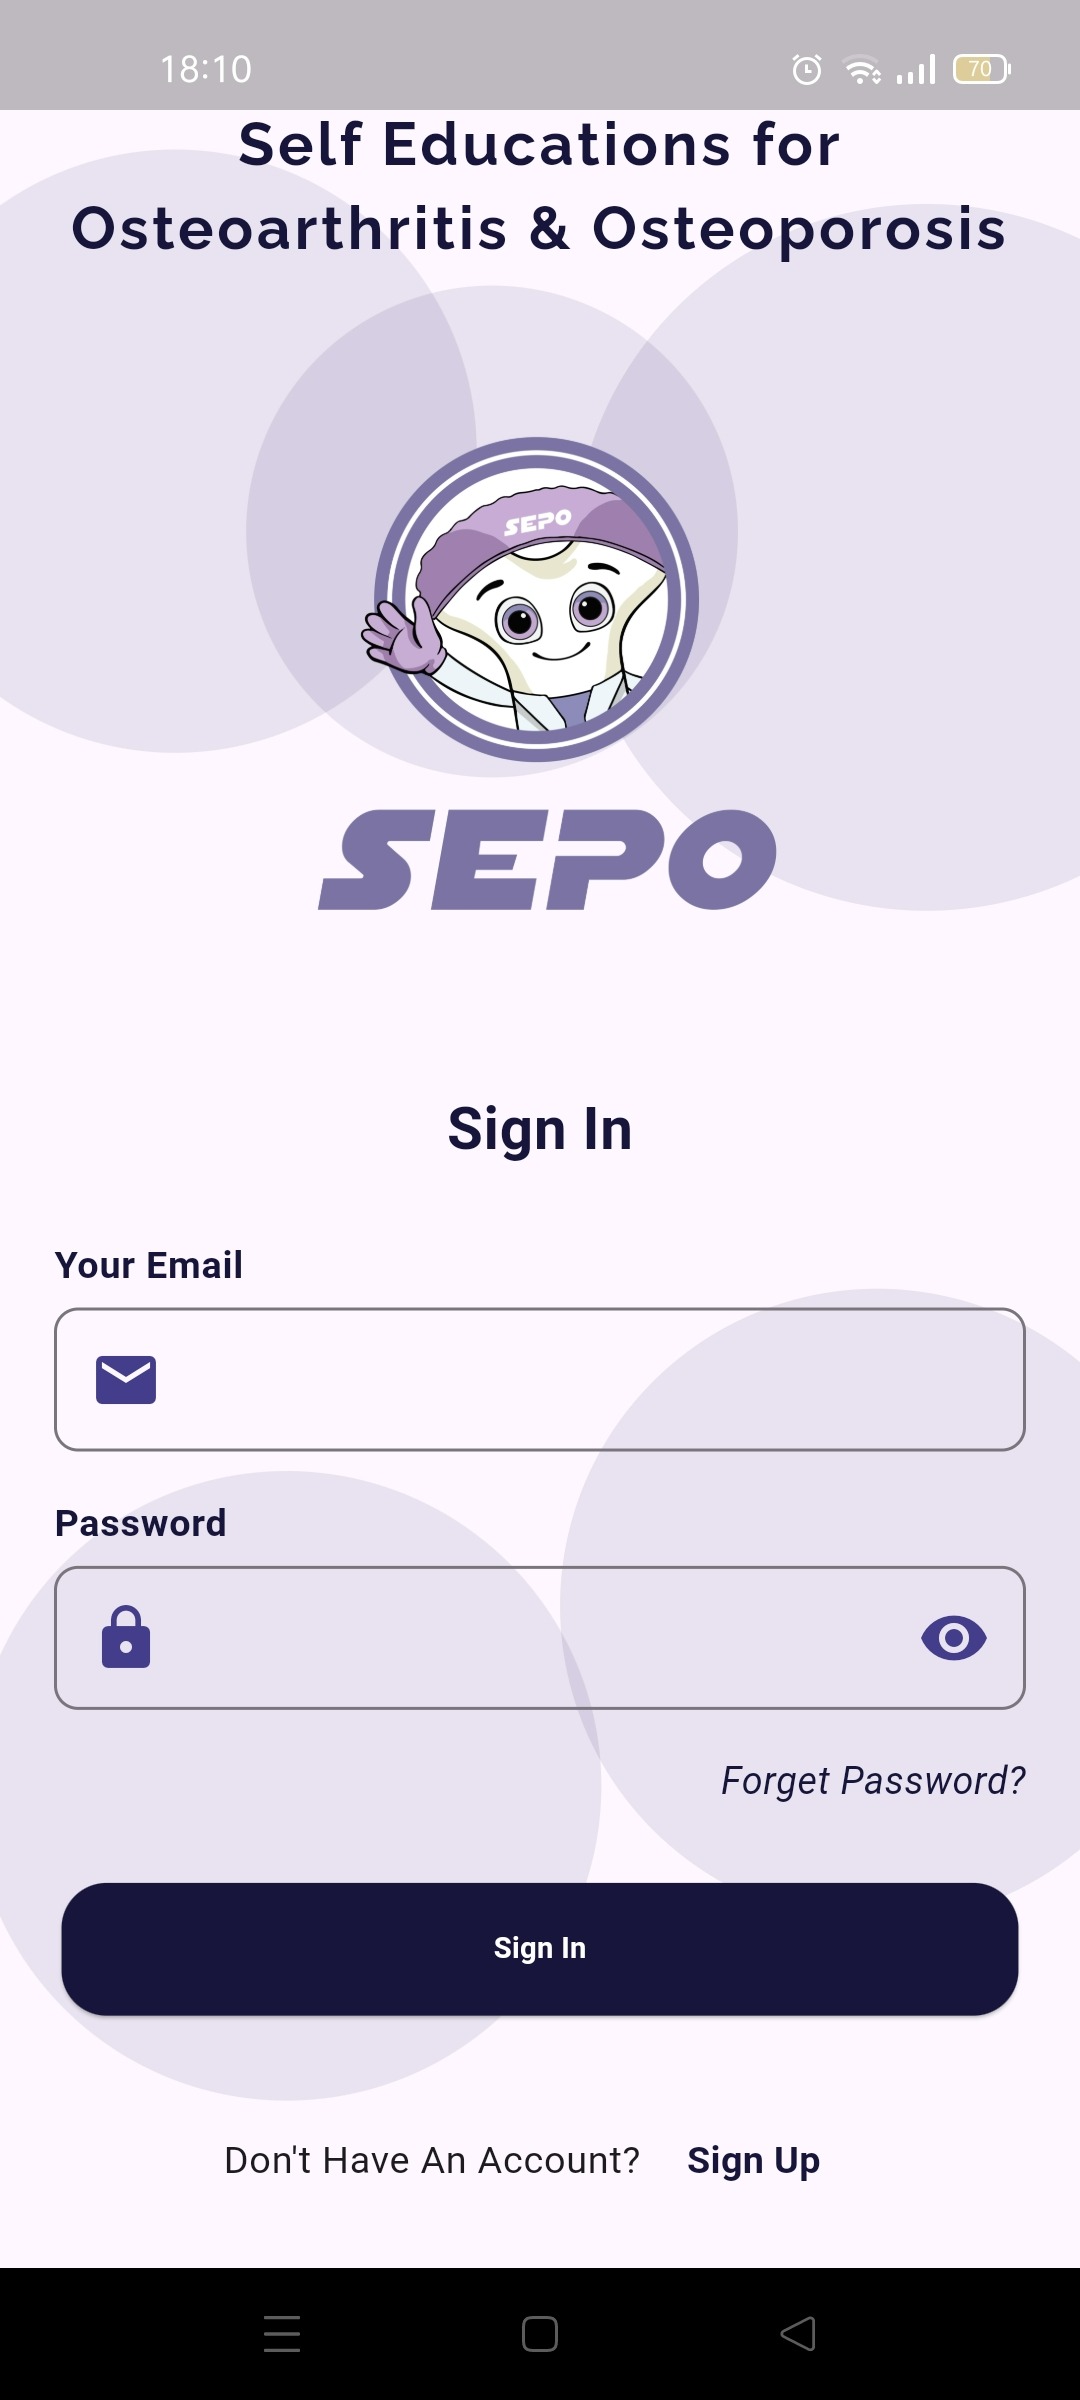 18:10
70
Self Educations for
Osteoarthritis & Osteoporosis
SEPO
SEPO
Sign In
Your Email
Password
Forget Password?
Sign In
Don't Have An Account? Sign Up